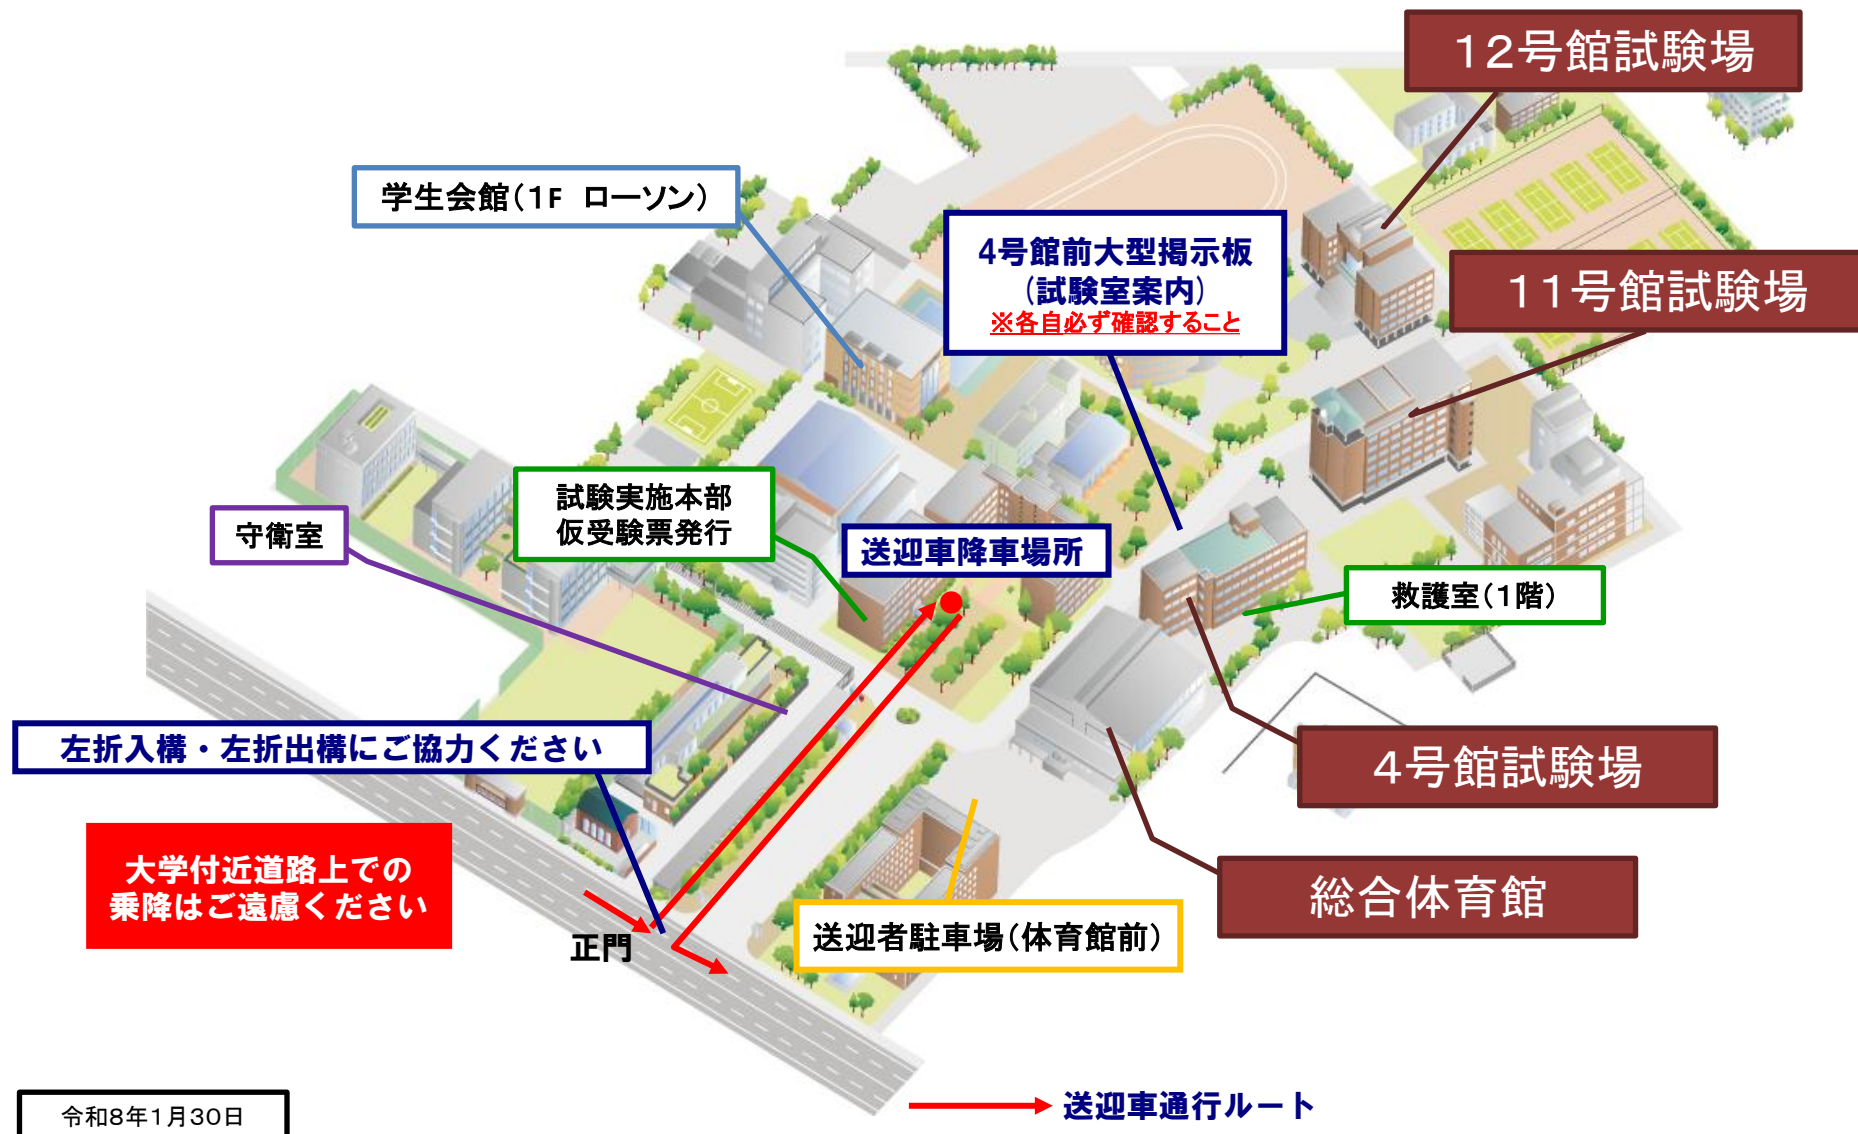 12号館試験場
学生会館（1F　ローソン）
4号館前大型掲示板
（試験室案内）
※各自必ず確認すること
11号館試験場
試験実施本部
仮受験票発行
守衛室
送迎車降車場所
救護室（1階）
左折入構・左折出構にご協力ください
4号館試験場
大学付近道路上での
乗降はご遠慮ください
総合体育館
送迎者駐車場（体育館前）
正門
送迎車通行ルート
令和8年1月30日